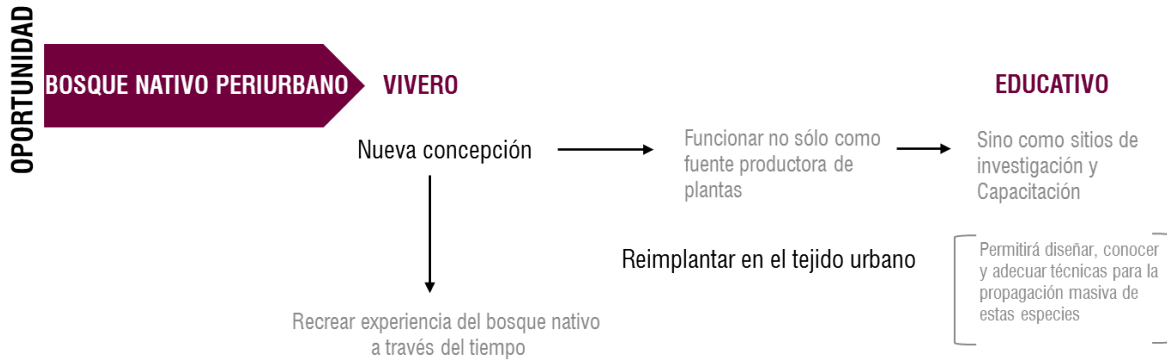 OPORTUNIDAD
BOSQUE NATIVO PERIURBANO
VIVERO
EDUCATIVO
Nueva concepción
Funcionar no sólo como
fuente productora de
plantas
Sino como sitios de
investigación y
Capacitación
Reimplantar en el tejido urbano
Permitirá diseñar, conocer
y adecuar técnicas para la
propagación masiva de
estas especies
Recrear experiencia del bosque nativo
a través del tiempo